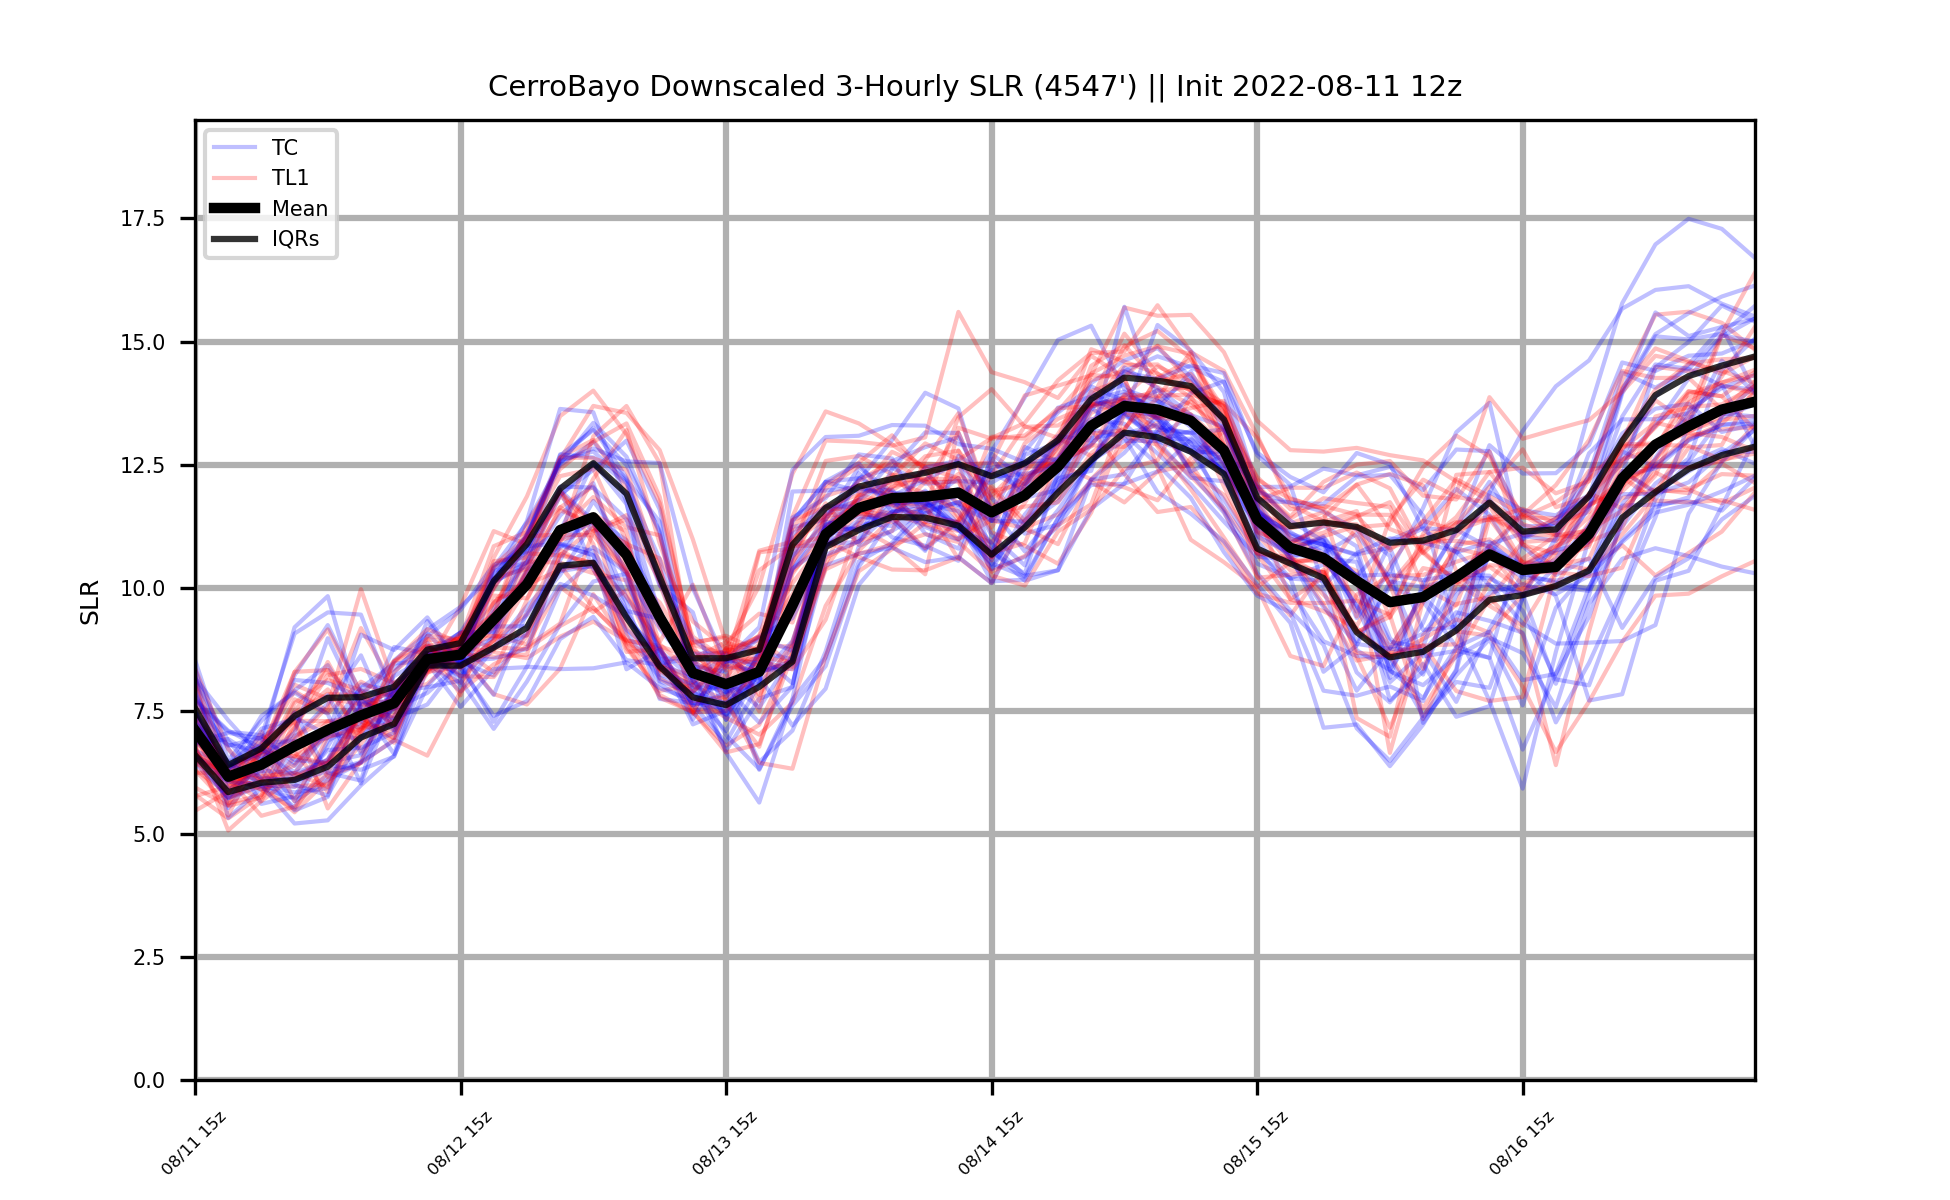 CerroBayo Downscaled 3-Hourly SLR (4547') || Init 2022-08-11 12z
TC
TL1
Mean
IQRs
SLR
17.5
15.0
12.5
10.0
7.5
5.0
2.5
0.0
08/11 15z
08/12 15z
08/13 15z
08/14 15z
08/15 15z
08/16 15z